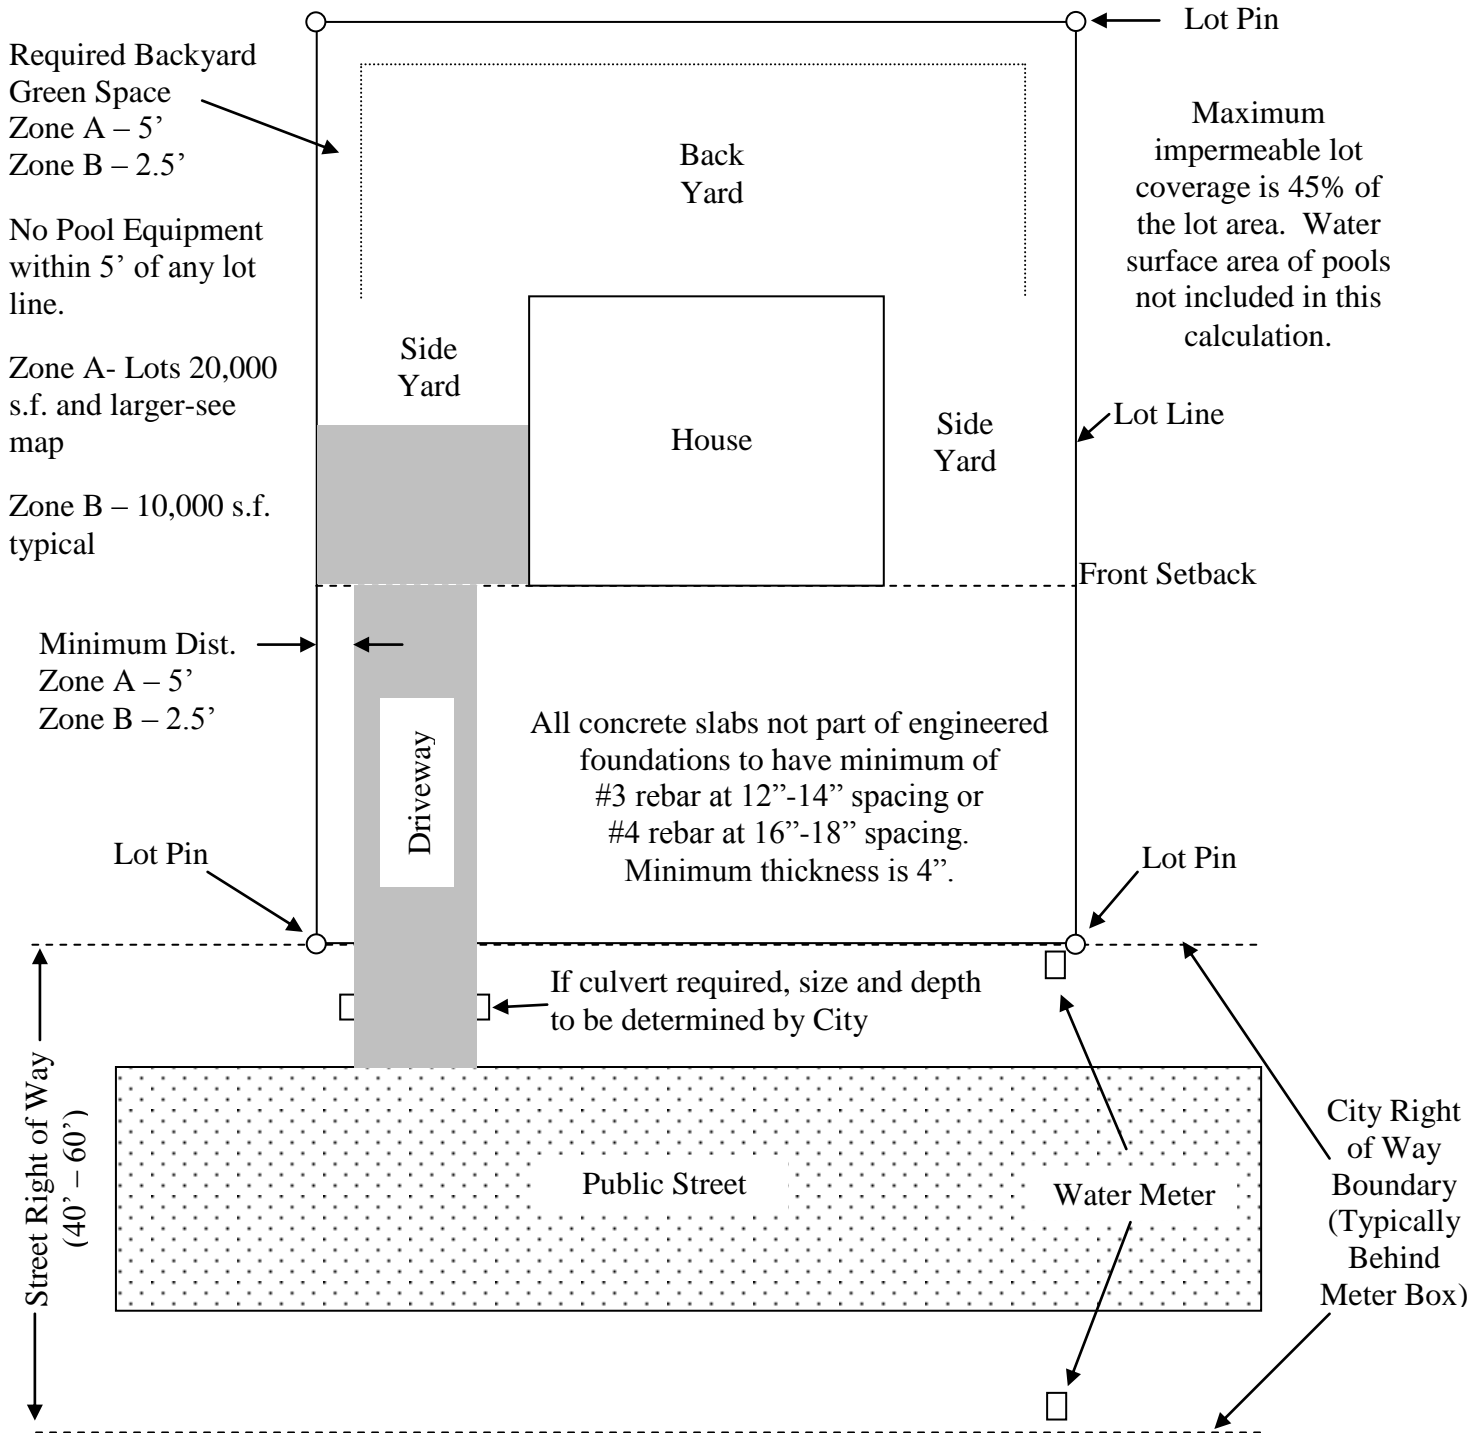 Lot Pin
Required Backyard
Green Space
Zone A – 5’
Zone B – 2.5’
Back
Yard
Maximum
impermeable lot
coverage is 45% of
the lot area. Water
surface area of pools
not included in this
calculation.
No Pool Equipment
within 5’ of any lot
line.
Zone A- Lots 20,000
s.f. and larger-see
map
Zone B – 10,000 s.f.
typical
Side
Yard
House
Side
Yard
Lot Line
Front Setback
Minimum Dist.
Zone A – 5’
Zone B – 2.5’
Driveway
All concrete slabs not part of engineered
foundations to have minimum of
#3 rebar at 12”-14” spacing or
#4 rebar at 16”-18” spacing.
Minimum thickness is 4”.
Lot Pin
Lot Pin
If culvert required, size and depth
to be determined by City
Street Right of Way
(40’ – 60’)
Public Street
Water Meter
City Right
of Way
Boundary
(Typically
Behind
Meter Box)